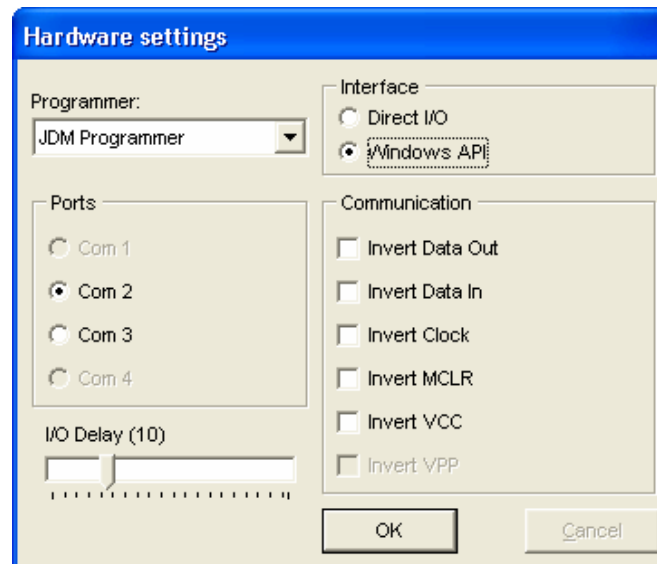 Hardware settings
Programmer:
JDM Programmer
Interface
Direct I/O
Windows API
Ports
Com 1
Com 2
Com 3
Com 4
I/O Delay (10)
Communication
Invert Data Out
Invert Data In
Invert Clock
Invert MCLR
Invert VCC
Invert VPP
OK
Cancel